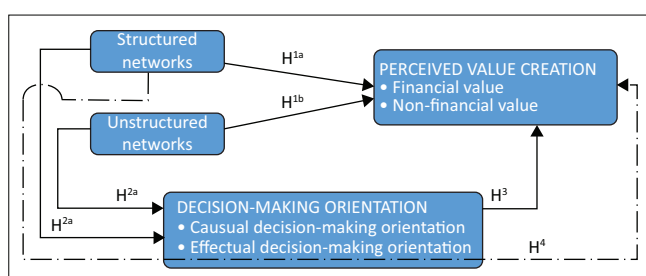 Structured
networks
H1a
PERCEIVED VALUE CREATION
• Financial value
• Non-financial value
H1b
Unstructured
networks
H2a
H2a
DECISION-MAKING ORIENTATION
• Causual decision-making orientation
• Effectual decision-making orientation
H3
H4